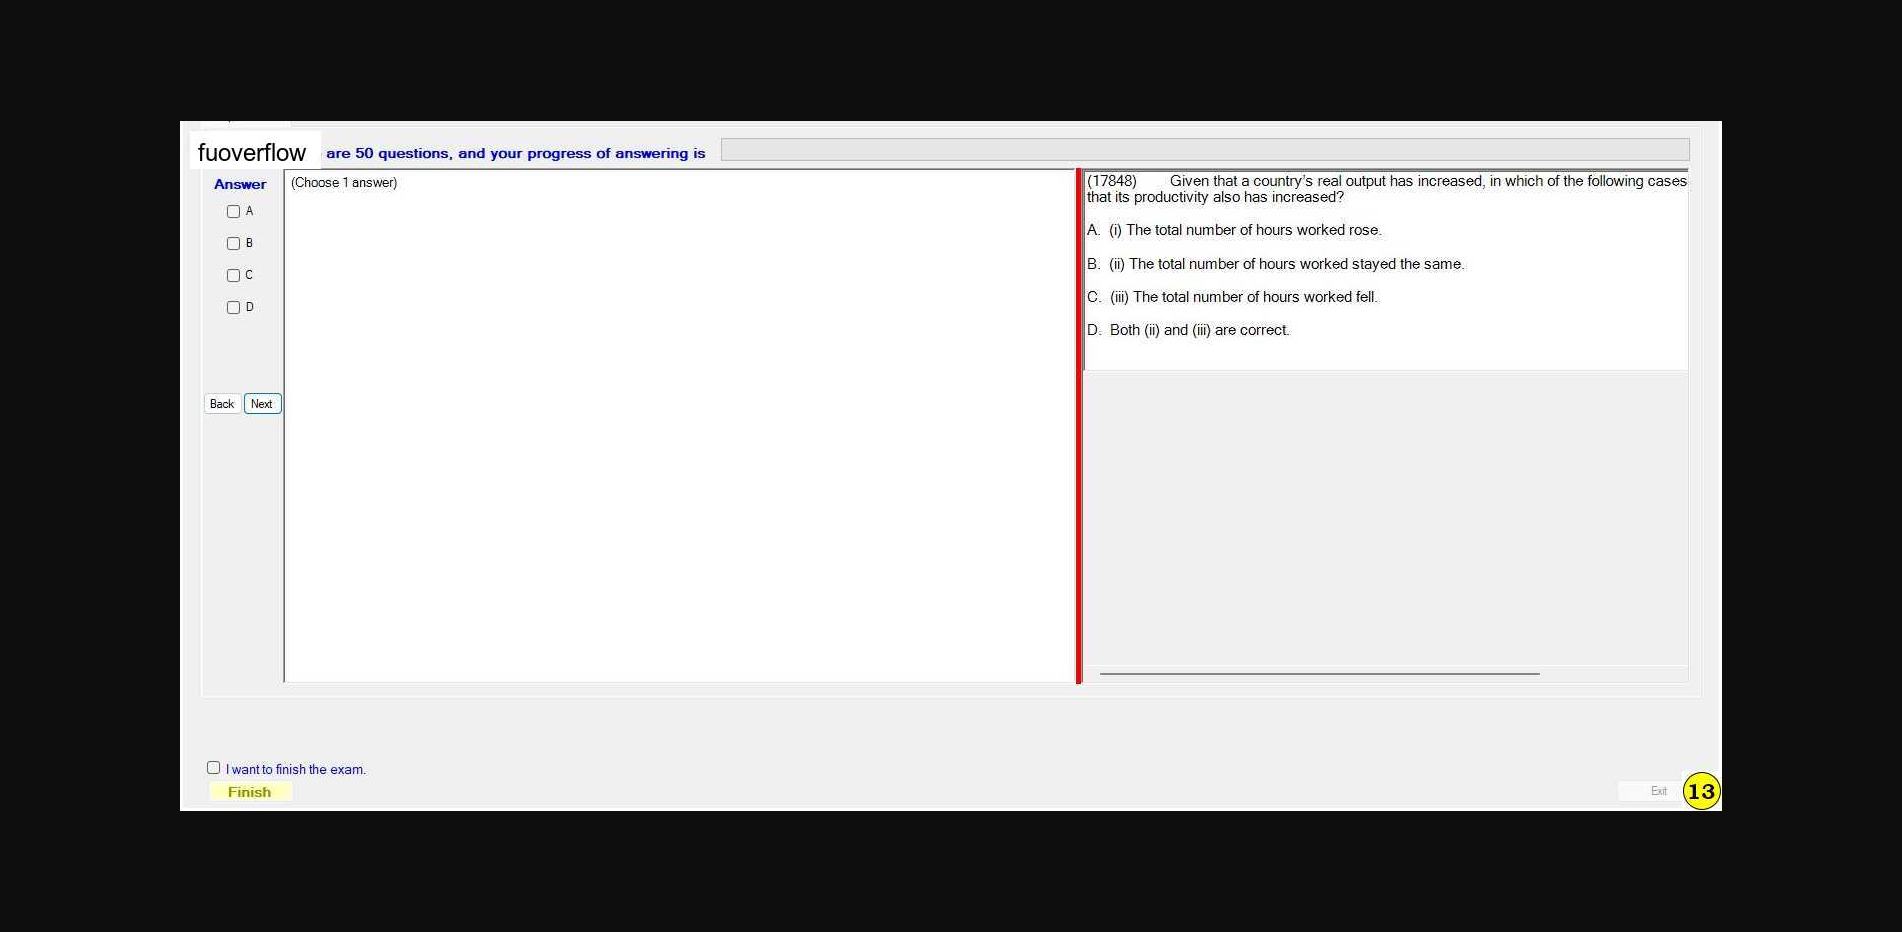 fuoverflow are 50 questions, and your progress of answering is
Answer
(Choose 1 answer)
A
B
C
D
Back Next
(17848) Given that a country's real output has increased, in which of the following cases
that its productivity also has increased?
A. (i) The total number of hours worked rose.
B. (ii) The total number of hours worked stayed the same.
C. (iii) The total number of hours worked fell.
D. Both (ii) and (iii) are correct.
I want to finish the exam.
Finish
Exit
13